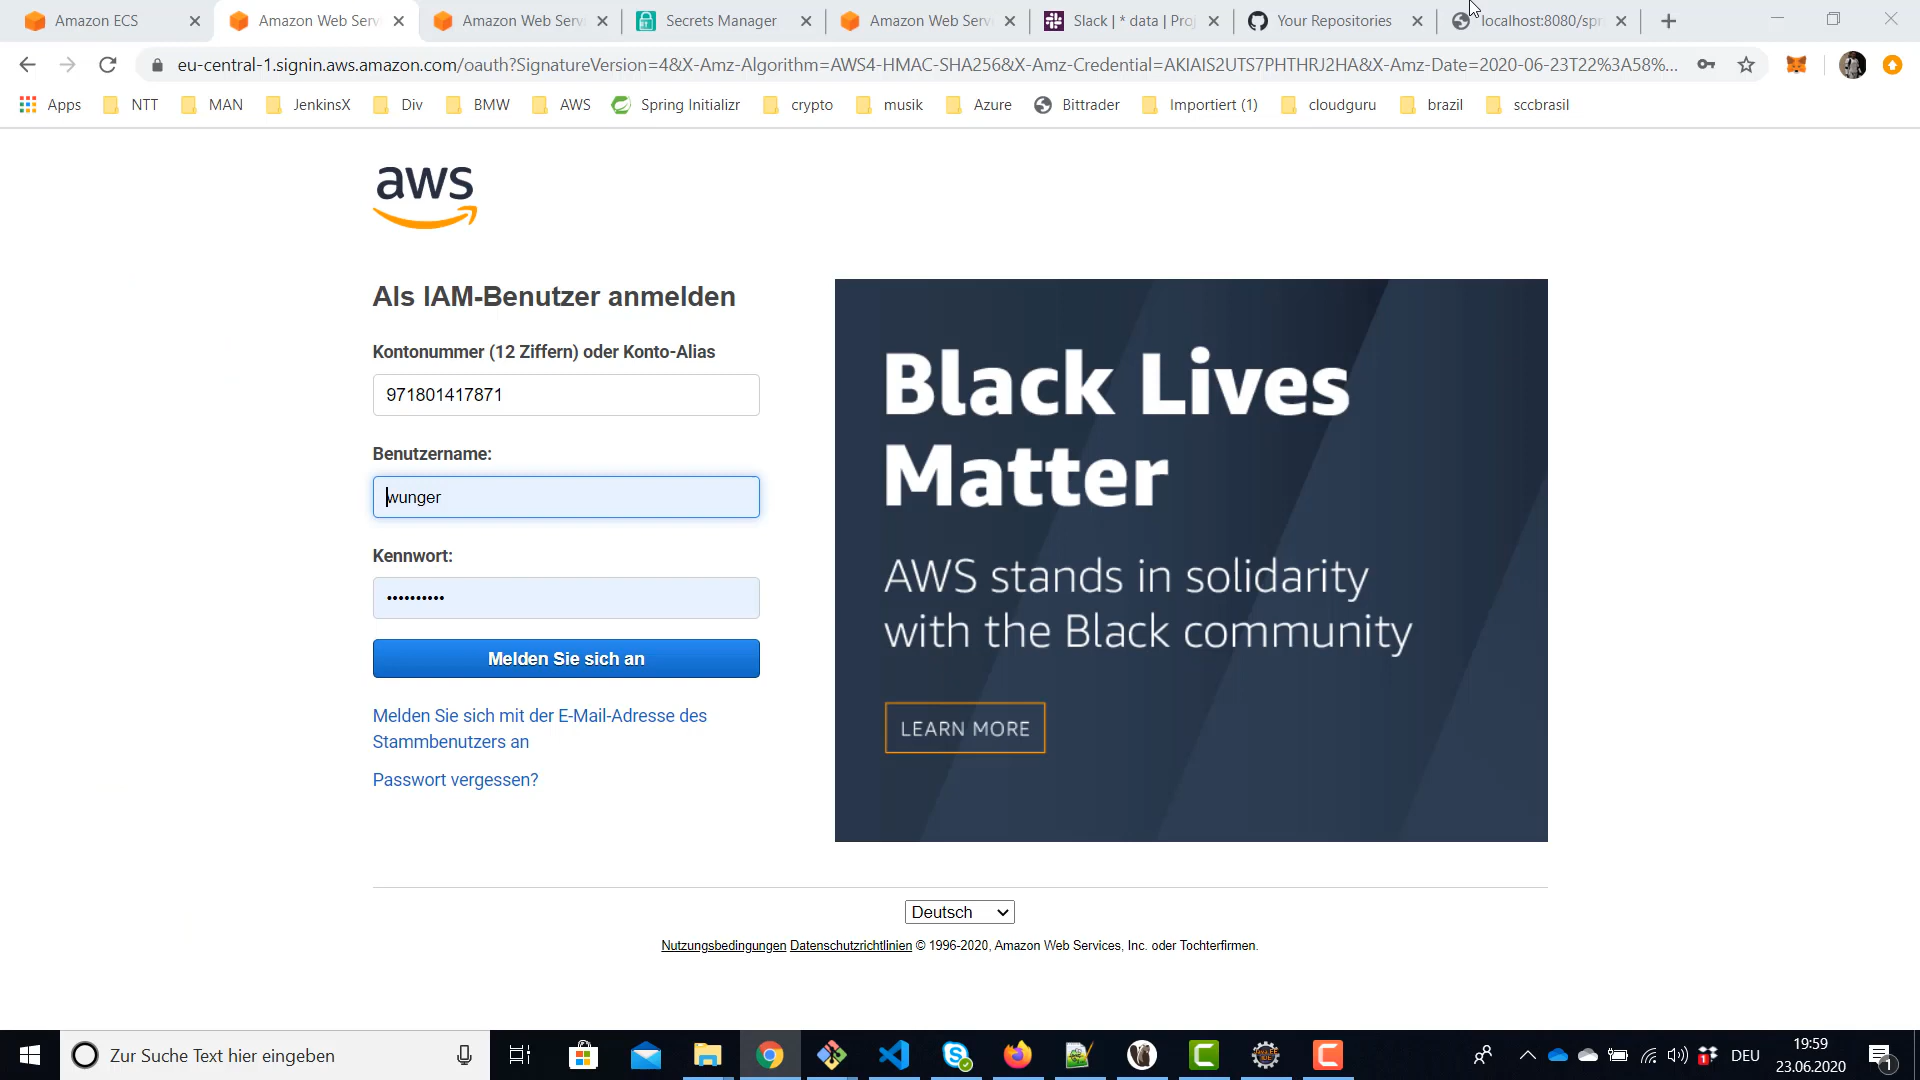 Amazon ECS
Amazon Web Serv
Amazon Web Serv
Secrets Manager
Amazon Web Serv
Slack | * data | Proj
Your Repositories
localhost:8080/spri
eu-central-1.signin.aws.amazon.com/oauth?SignatureVersion=4&X-Amz-Algorithm=AWS4-HMAC-SHA256&X-Amz-Credential=AKIAIS2UTS7PHTHRJ2HA&X-Amz-Date=2020-06-23T22%3A58%...
Apps
NTT
MAN
JenkinsX
Div
BMW
AWS
Spring Initializr
crypto
musik
Azure
Bittrader
Importiert (1)
cloudguru
brazil
sccbrasil
aws
Als IAM-Benutzer anmelden
Kontonummer (12 Ziffern) oder Konto-Alias
971801417871
Benutzername:
wunger
Kennwort:
••••••••••
Melden Sie sich an
Melden Sie sich mit der E-Mail-Adresse des
Stammbenutzers an
Passwort vergessen?
Black Lives
Matter
AWS stands in solidarity
with the Black community
LEARN MORE
Deutsch
Nutzungsbedingungen Datenschutzrichtlinien © 1996-2020, Amazon Web Services, Inc. oder Tochterfirmen.
Zur Suche Text hier eingeben
DEU
19:59
23.06.2020
1